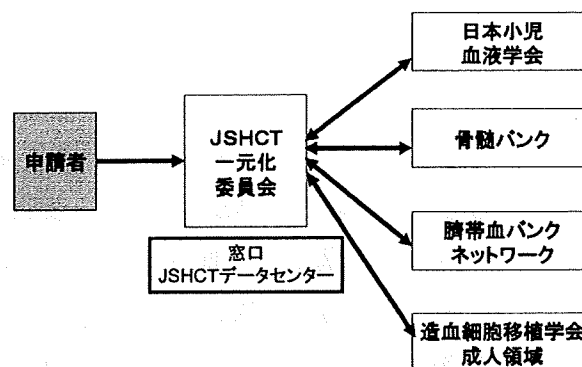 申請者
JSHCT
一元化
委員会
窓口
JSHCTデータセンター
日本小児
血液学会
骨髄バンク
臍帯血バンク
ネットワーク
造血細胞移植学会
成人領域